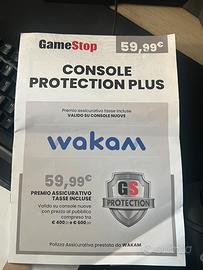 GameStop
59,99€
CONSOLE
PROTECTION PLUS
Premio assicurativo tasse incluse
VALIDO SU CONSOLE NUOVE
wakam
59,99€
PREMIO ASSICURATIVO
TASSE INCLUSE
Valido su console nuove
con prezzo al pubblico
compreso tra
€ 400 e € 600
GS
PROTECTION
Polizza Assicurativa prestata da WAKAM